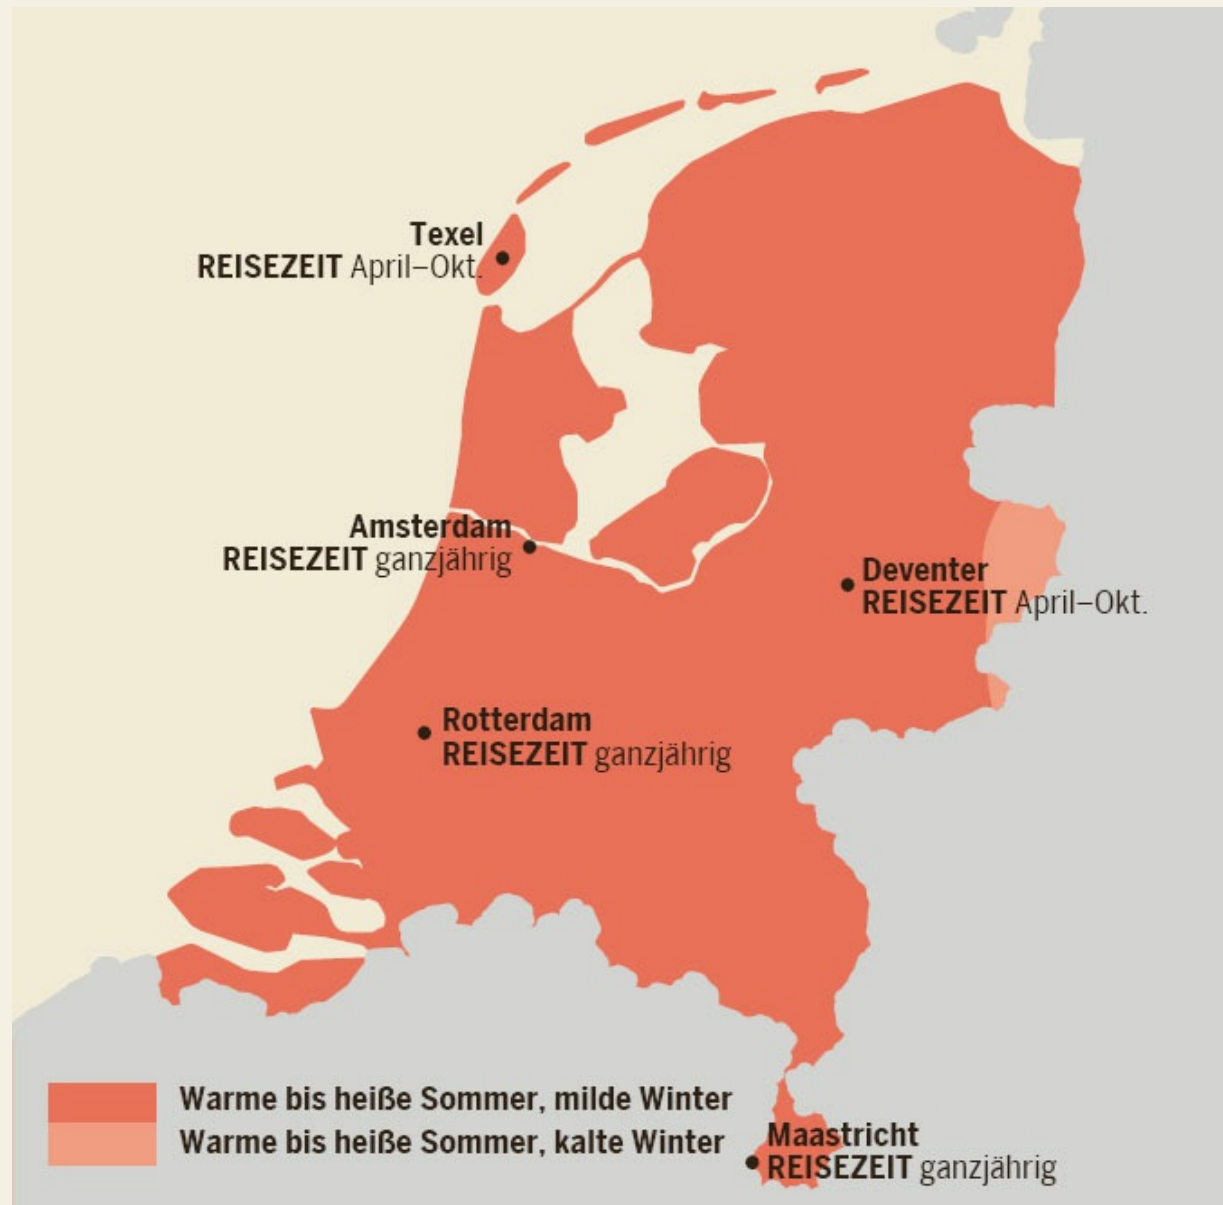 Texel
REISEZEIT April–Okt.
Amsterdam
REISEZEIT ganzjährig
Deventer
REISEZEIT April–Okt.
Rotterdam
REISEZEIT ganzjährig
Warme bis heiße Sommer, milde Winter
Warme bis heiße Sommer, kalte Winter
Maastricht
REISEZEIT ganzjährig